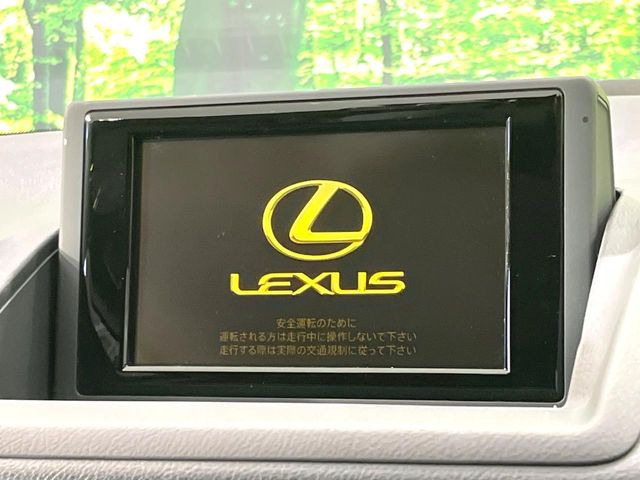 LEXUS
安全運転のために
運転される方は走行中に操作しないで下さい
走行する際は実際の交通規制に従って下さい